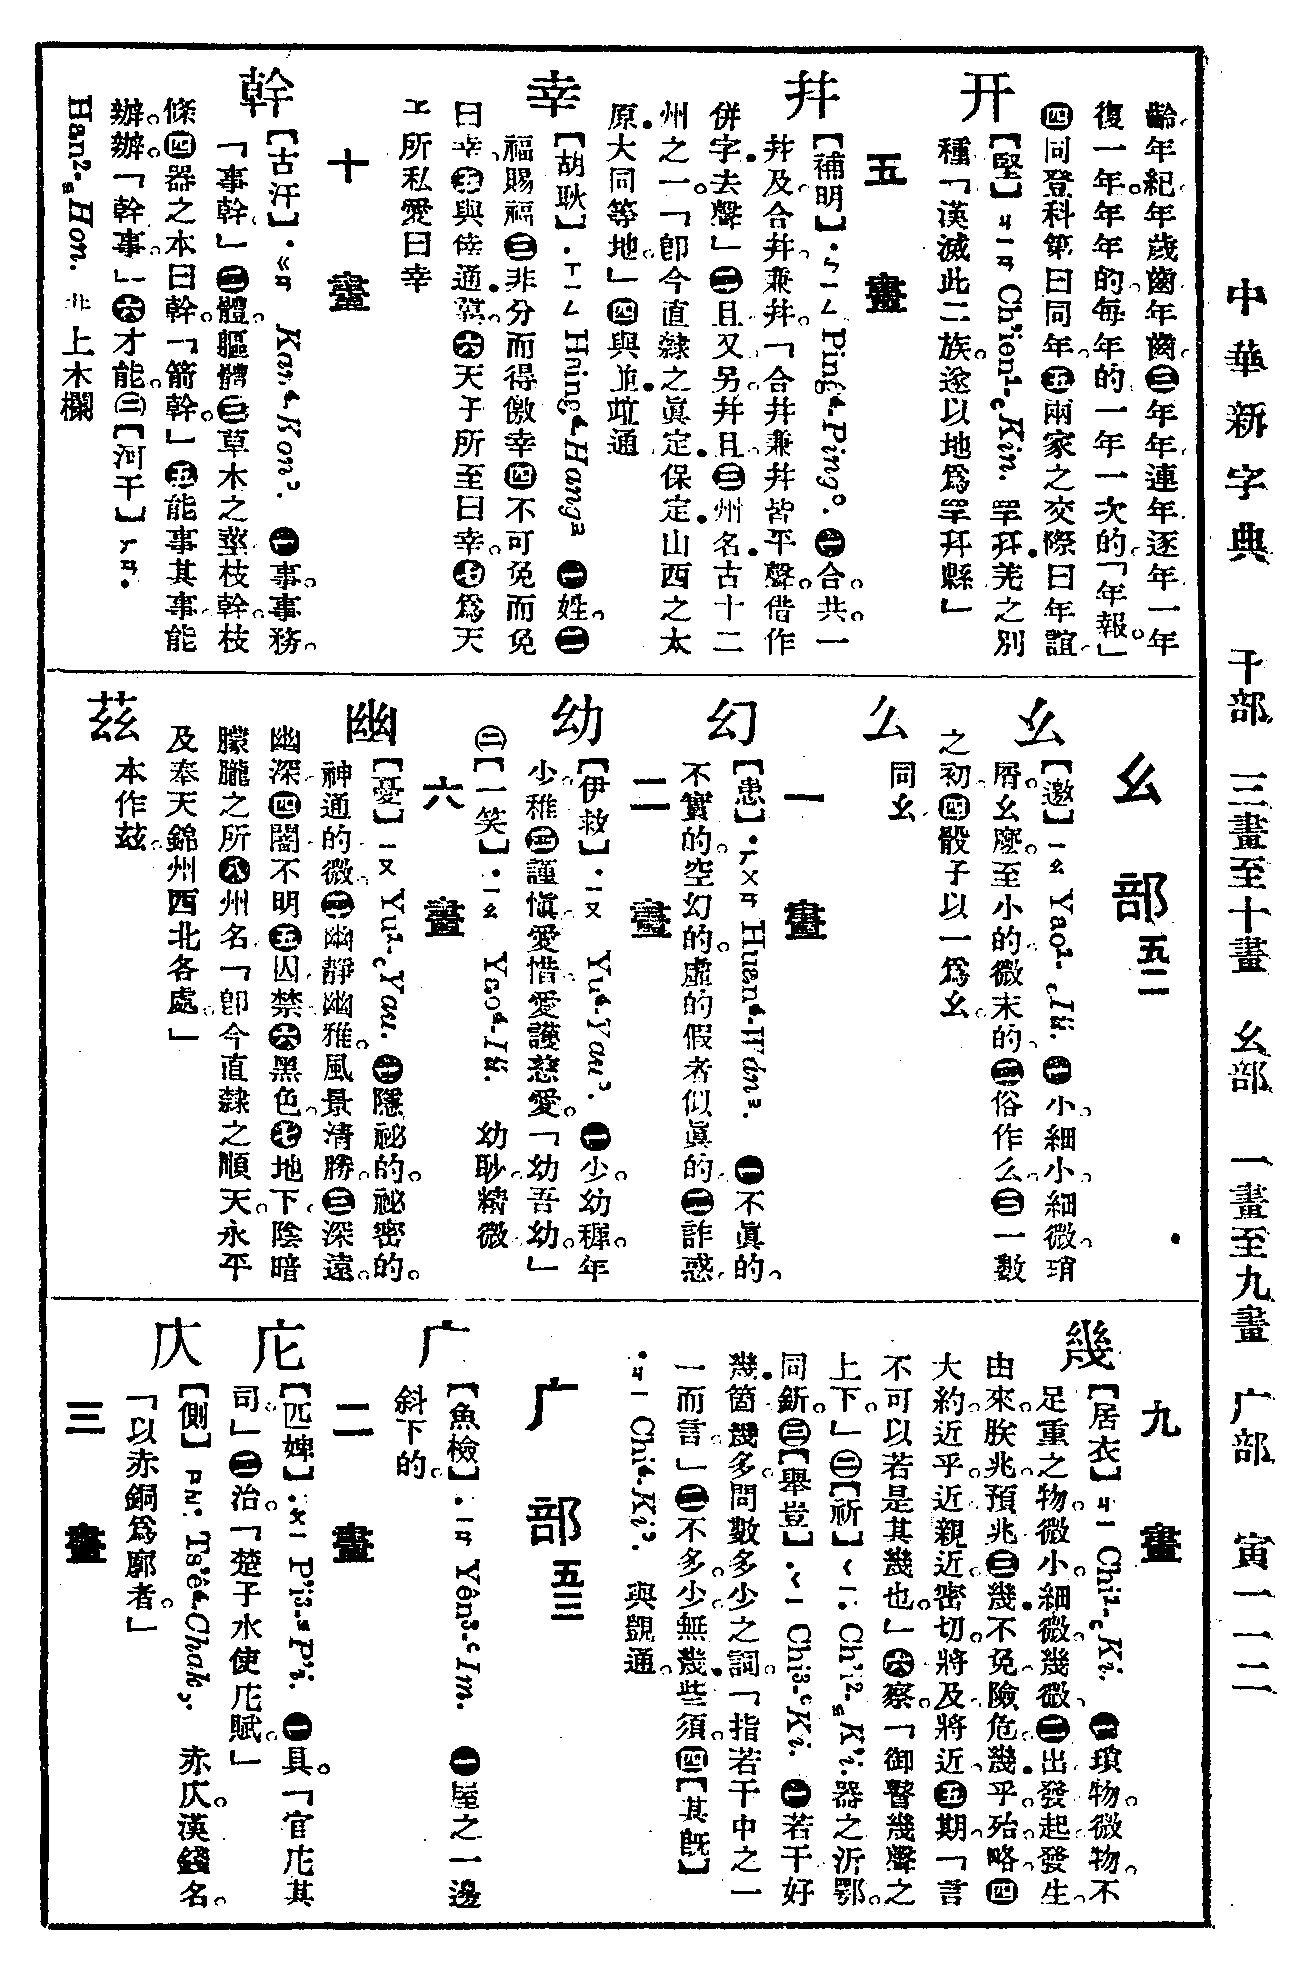 中華新字典 干部 三畫至十畫 幺部 一畫至九畫 广部 寅一一二
齡。年紀。年歲齒。年齒。㊂年年。連年。逐年。一年
復一年。年年的。每年的。一年一次的。「年報。」
㊃同登科第曰同年。㊄兩家之交際曰年誼。
幵
【堅】ㄐㄧㄢ Ch'ien¹-꜀Kin. 罕幵。羌之別
種「漢滅此二族。遂以地爲罕幵縣」
五 畫
幷
【補明】·ㄅㄧㄥ Ping⁴-Ping꜄. ㊀合。共。一
幷。及。合幷。兼幷。「合幷兼幷皆平聲。借作
併字去聲」㊁且。又。另。幷且。㊂州名。古十二
州之一。「卽今直隸之眞定。保定。山西之太
原。大同等地。」㊃與並。竝通
幸
【胡耿】·ㄒㄧㄥ Hsing⁴-Hang² ㊀姓。㊁
福。賜福。㊂非分而得。儌幸㊃不可免而免
曰幸。㊄與倖通。寵。㊅天子所至曰幸。㊆爲天
王所私愛曰幸
十 畫
幹
【古汗】·ㄍㄢ Kan⁴-Kon꜄. ㊀事。事務。
「事幹。」㊁體。軀體㊂草木之莖。枝幹。枝
條㊃器之本曰幹。「箭幹。」㊄能事其事。能
辦。辦。「幹事。」㊅才能。㊁【河干】ㄏㄢ·
Han²-꜁Hon. 井上木欄
幺 部 五二
幺
【邀】ㄧㄠ Yao¹-꜀Iú. ㊀小。細小。細微。瑣
屑。幺麼。至小的。微末的。㊁俗作么。㊂一數
之初。㊃骰子以一爲幺。
么
同幺
一 畫
幻
【患】·ㄏㄨㄢ Huan⁴-Wán². ㊀不眞的。
不實的。空幻的。虛的。假者似眞的。㊁詐惑
二 畫
幼
【伊救】·ㄧㄡ Yu⁴-Yau꜄. ㊀少。幼穉。年
少。稚㊁謹愼。愛惜。愛護。慈愛。「幼吾幼。」
㊁【一笑】·ㄧㄠ Yao⁴-Iú. 幼眇。精微
六 畫
幽
【憂】ㄧㄡ Yu¹-꜀Yau. ㊀隱祕的。祕密的。
神通的。微。㊁幽靜。幽雅。風景清勝。㊂深遠。
幽深。㊃闇。不明㊄囚禁。㊅黑色。㊆地下。陰暗
朦朧之所㊇州名「卽今直隸之順天。永平
及奉天錦州西北各處。」
茲
本作玆。
九 畫
幾
【居衣】ㄐㄧ Chi¹-꜀Ki. ㊀瑣物。微物。不
足重之物。微小。細微。幾微。㊁出發。起發。生
由來。朕兆。預兆。㊂幾不免。險。危。幾乎。殆。略。㊃
大約。近乎。近。親近。密切。將及。將近。㊄期。「言
不可以若是其幾也。」㊅察。「御瞽幾聲之
上下。」㊁【祈】ㄑㄧ· Ch'i²-꜁K'i. 器之沂鄂。
同釿。㊂【舉豈】·ㄑㄧ Chi³-꜂Ki. ㊀若干。好
幾。幾箇。幾多。問數多少之詞。「指若干中之一
一而言。」㊁不多。少。無幾。些須。㊃【其旣】
·ㄐㄧ Chi⁴-Ki꜄. 與覬通。
广 部 五三
广
【魚檢】·ㄧㄢ Yên³-꜂Im. ㊀屋之一邊
斜下的。
二 畫
庀
【匹婢】·ㄆㄧ P'i³-꜂P'i. ㊀具。「官庀其
司」㊁治。「楚子水使庀賦。」
庂
【側】ㄗㄜ· Ts'ê⁴-Chak꜆. 赤庂。漢錢名。
「以赤銅爲廓者。」
三 畫